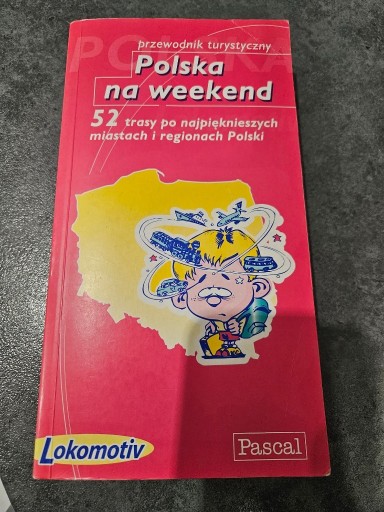 POLSKA
przewodnik turystyczny
Polska
na weekend
52 trasy po najpiękniejszych
miastach i regionach Polski
Lokomotiv
Pascal